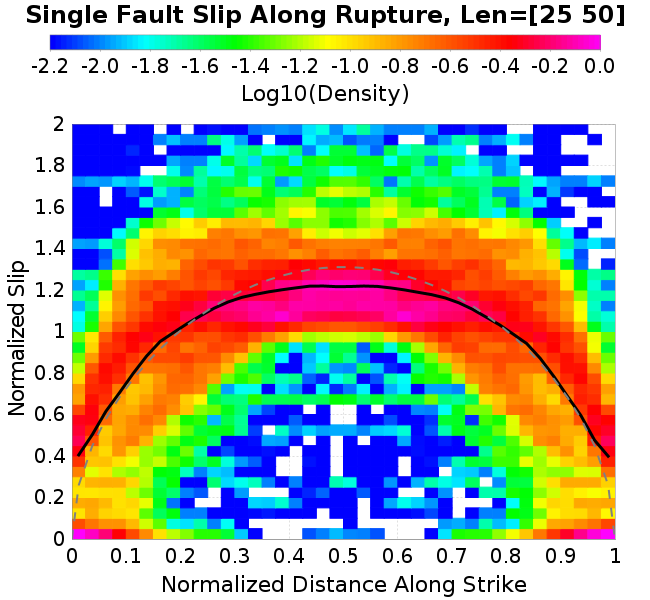 Single Fault Slip Along Rupture, Len=[25 50]
-2.2 -2.0 -1.8 -1.6 -1.4 -1.2 -1.0 -0.8 -0.6 -0.4 -0.2 0.0
Log10(Density)
Normalized Slip
2
1.8
1.6
1.4
1.2
1
0.8
0.6
0.4
0.2
0
0 0.1 0.2 0.3 0.4 0.5 0.6 0.7 0.8 0.9 1
Normalized Distance Along Strike